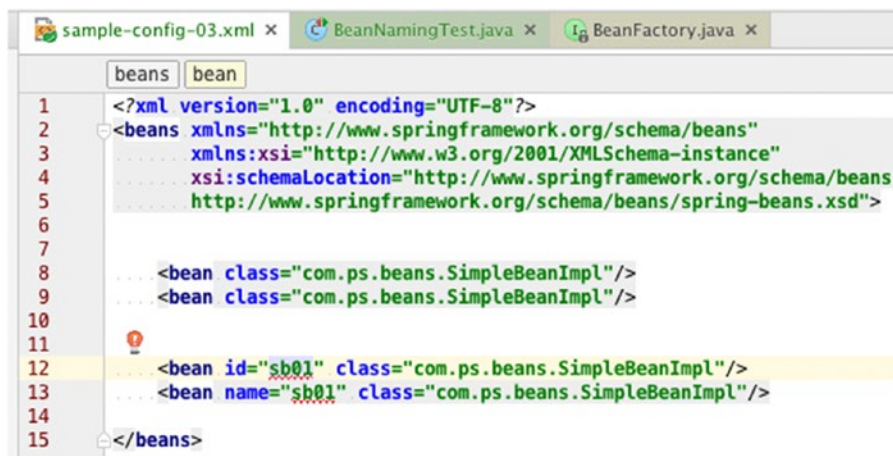 sample-config-03.xml × BeanNamingTest.java × BeanFactory.java ×
beans bean
1 <?xml version="1.0" encoding="UTF-8"?>
2 <beans xmlns="http://www.springframework.org/schema/beans"
3 xmlns:xsi="http://www.w3.org/2001/XMLSchema-instance"
4 xsi:schemaLocation="http://www.springframework.org/schema/beans
5 http://www.springframework.org/schema/beans/spring-beans.xsd">
6
7
8 <bean class="com.ps.beans.SimpleBeanImpl"/>
9 <bean class="com.ps.beans.SimpleBeanImpl"/>
10
11
12 <bean id="sb01" class="com.ps.beans.SimpleBeanImpl"/>
13 <bean name="sb01" class="com.ps.beans.SimpleBeanImpl"/>
14
15 </beans>